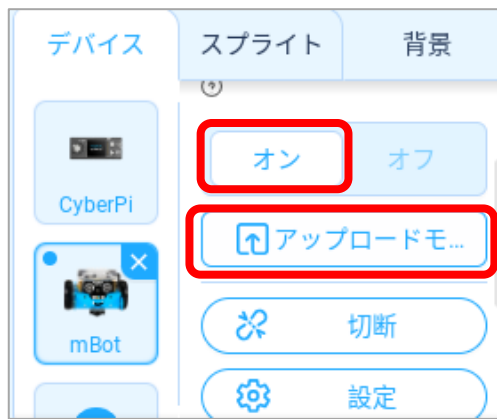 デバイス
スプライト
背景
オン
オフ
CyberPi
アップロードモ...
mBot
切断
設定